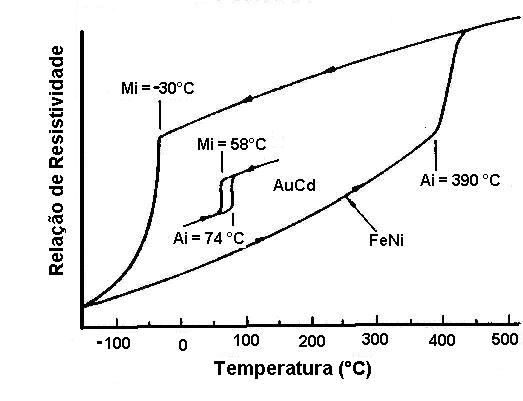 Relação de Resistividade
Mi = -30°C
Mi = 58°C
AuCd
Ai = 74 °C
Ai = 390 °C
FeNi
-100 0 100 200 300 400 500
Temperatura (°C)